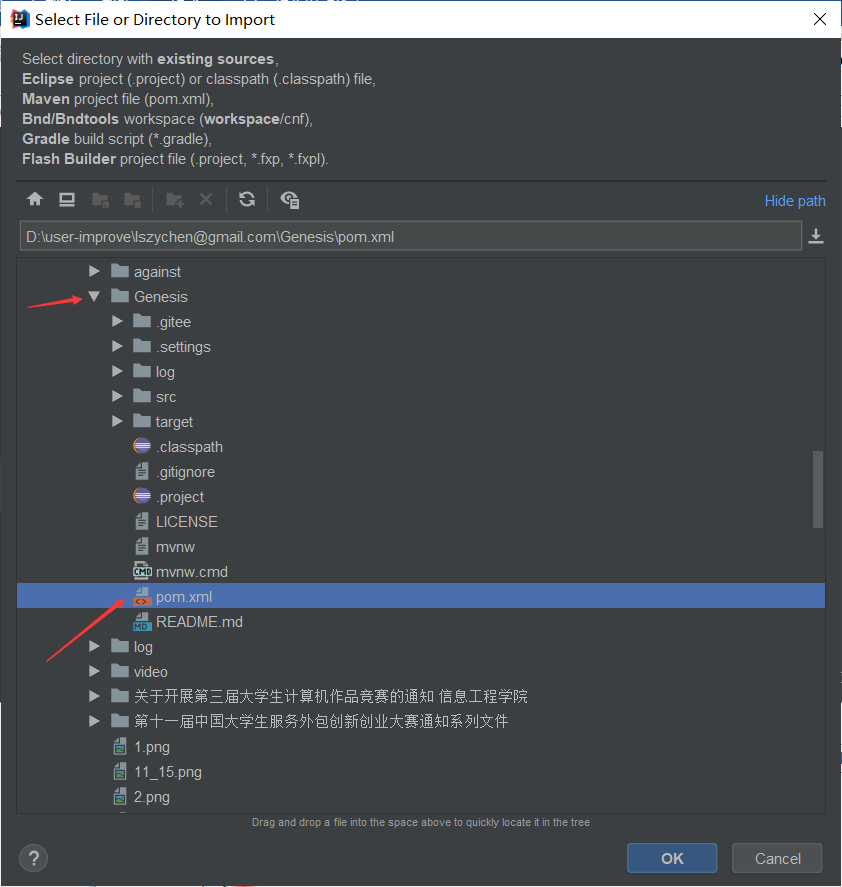 Select File or Directory to Import
Select directory with existing sources,
Eclipse project (.project) or classpath (.classpath) file,
Maven project file (pom.xml),
Bnd/Bndtools workspace (workspace/cnf),
Gradle build script (*.gradle),
Flash Builder project file (.project, *.fxp, *.fxpl).
Hide path
D:\user-improve\lszychen@gmail.com\Genesis\pom.xml
against
Genesis
.gitee
.settings
log
src
target
.classpath
.gitignore
.project
LICENSE
mvnw
mvnw.cmd
pom.xml
README.md
log
video
关于开展第三届大学生计算机作品竞赛的通知 信息工程学院
第十一届中国大学生服务外包创新创业大赛通知系列文件
1.png
11_15.png
2.png
Drag and drop a file into the space above to quickly locate it in the tree
? OK Cancel